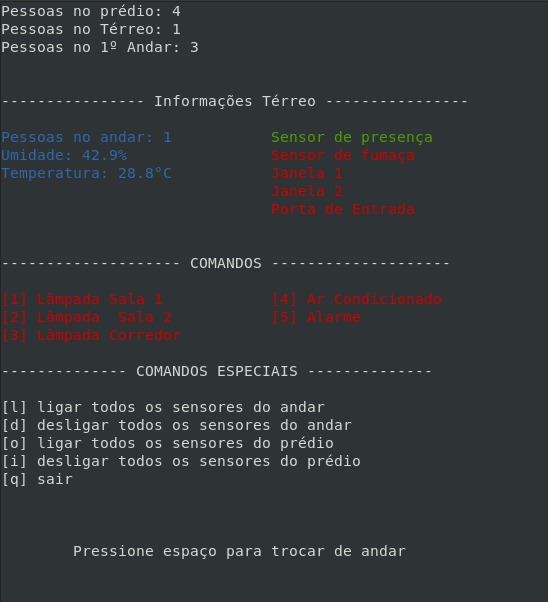 Pessoas no prédio: 4
Pessoas no Térreo: 1
Pessoas no 1º Andar: 3
---------------- Informações Térreo ----------------
Pessoas no andar: 1 Sensor de presença
Umidade: 42.9% Sensor de fumaça
Temperatura: 28.8°C Janela 1
Janela 2
Porta de Entrada
-------------------- COMANDOS --------------------
[1] Lâmpada Sala 1 [4] Ar Condicionado
[2] Lâmpada  Sala 2 [5] Alarme
[3] Lâmpada Corredor
-------------- COMANDOS ESPECIAIS --------------
[l] ligar todos os sensores do andar
[d] desligar todos os sensores do andar
[o] ligar todos os sensores do prédio
[i] desligar todos os sensores do prédio
[q] sair
Pressione espaço para trocar de andar